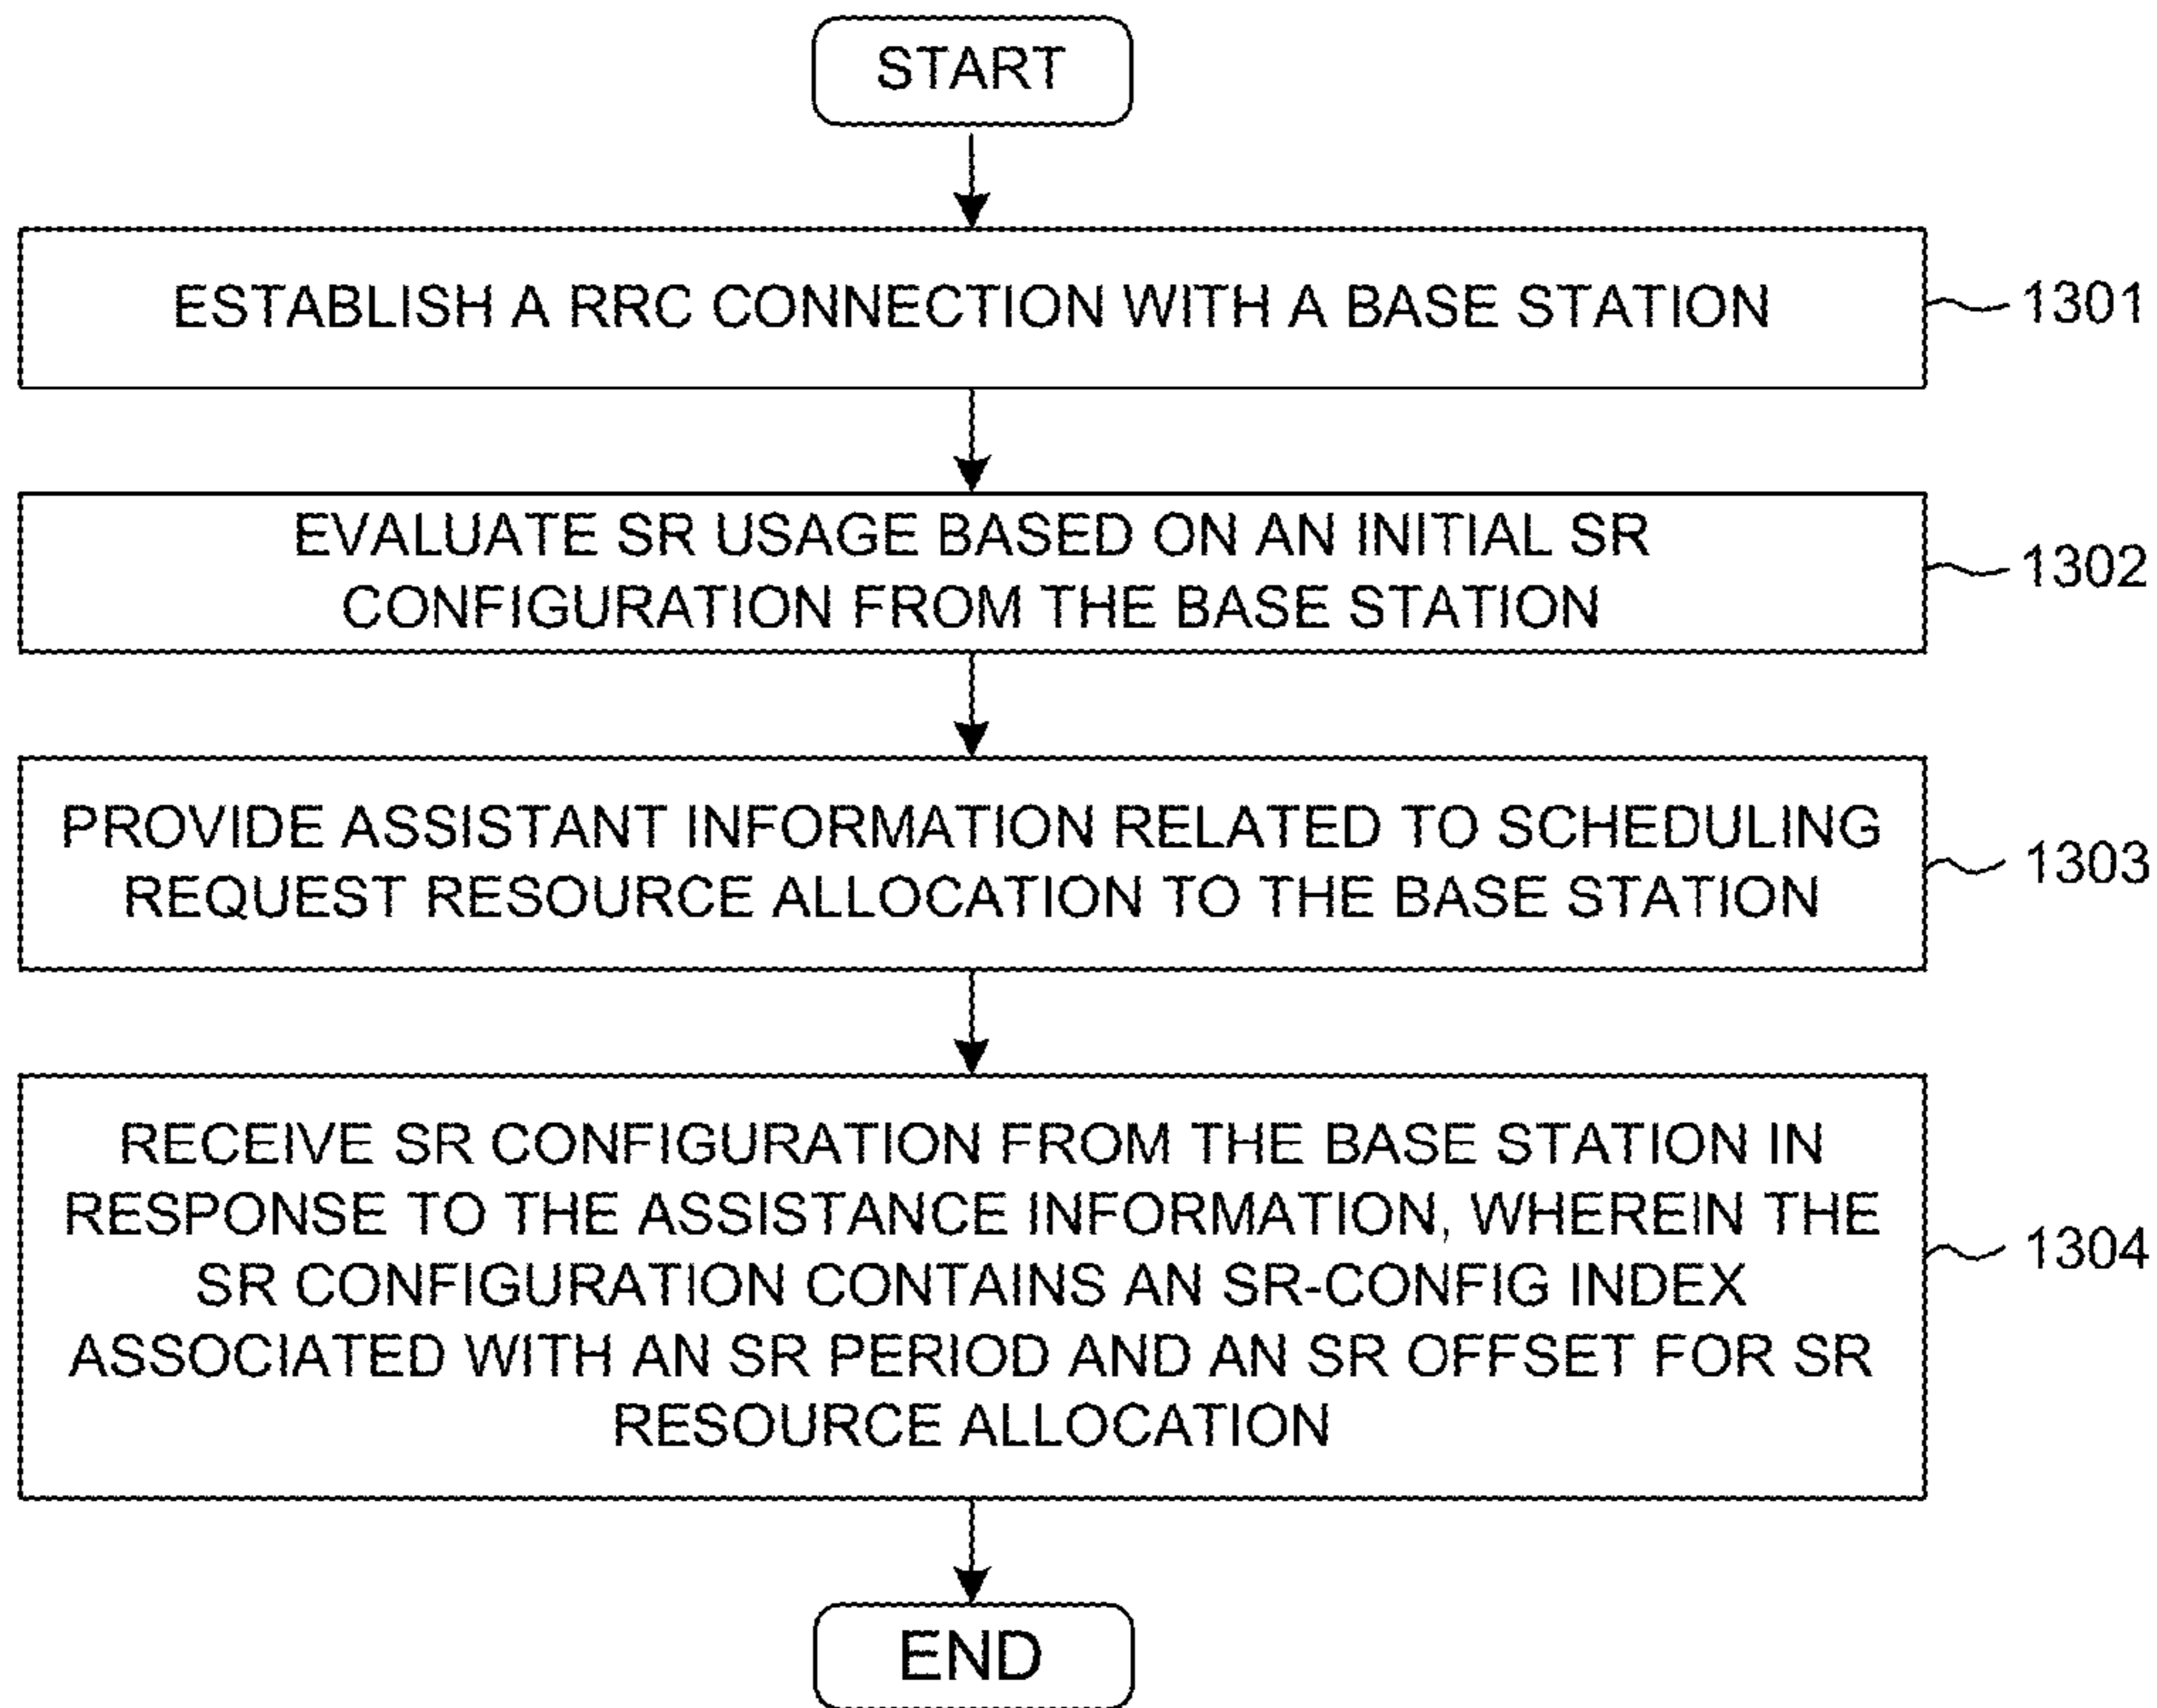 START
ESTABLISH A RRC CONNECTION WITH A BASE STATION
1301
EVALUATE SR USAGE BASED ON AN INITIAL SR
CONFIGURATION FROM THE BASE STATION
1302
PROVIDE ASSISTANT INFORMATION RELATED TO SCHEDULING
REQUEST RESOURCE ALLOCATION TO THE BASE STATION
1303
RECEIVE SR CONFIGURATION FROM THE BASE STATION IN
RESPONSE TO THE ASSISTANCE INFORMATION, WHEREIN THE
SR CONFIGURATION CONTAINS AN SR-CONFIG INDEX
ASSOCIATED WITH AN SR PERIOD AND AN SR OFFSET FOR SR
RESOURCE ALLOCATION
1304
END